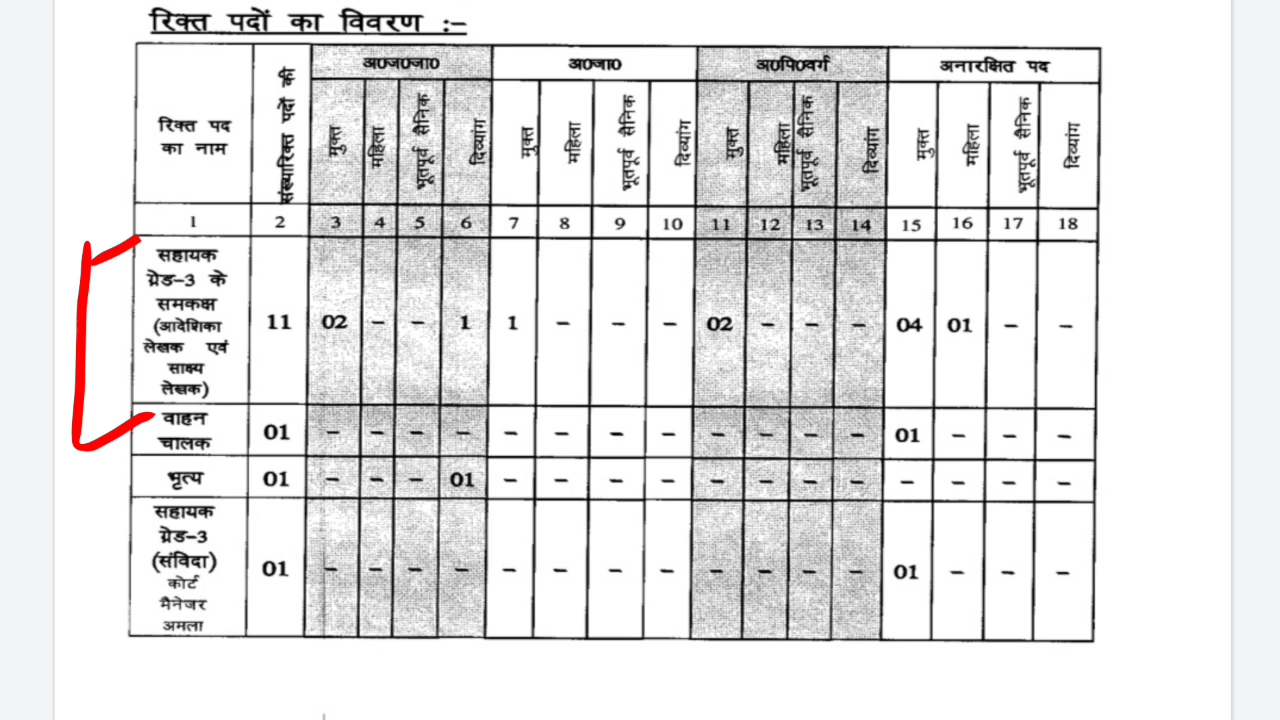 रिक्त पदों का विवरण :–
रिक्त पद का नाम | संख्यारिक्त पदों की | अ0ज0जा0 | अ0जा0 | अ0पि0वर्ग | अनारक्षित पद
मुक्त | महिला | भूतपूर्व सैनिक | दिव्यांग | मुक्त | महिला | भूतपूर्व सैनिक | दिव्यांग | मुक्त | महिला | भूतपूर्व सैनिक | दिव्यांग | मुक्त | महिला | भूतपूर्व सैनिक | दिव्यांग
1 | 2 | 3 | 4 | 5 | 6 | 7 | 8 | 9 | 10 | 11 | 12 | 13 | 14 | 15 | 16 | 17 | 18
सहायक ग्रेड–3 के समकक्ष (आदेशिका लेखक एवं साक्ष्य लेखक) | 11 | 02 | – | – | 1 | 1 | – | – | – | 02 | – | – | – | 04 | 01 | – | –
वाहन चालक | 01 | – | – | – | – | – | – | – | – | – | – | – | – | 01 | – | – | –
भृत्य | 01 | – | – | – | 01 | – | – | – | – | – | – | – | – | – | – | – | –
सहायक ग्रेड–3 (संविदा) कोर्ट मैनेजर अमला | 01 | – | – | – | – | – | – | – | – | – | – | – | – | 01 | – | – | –